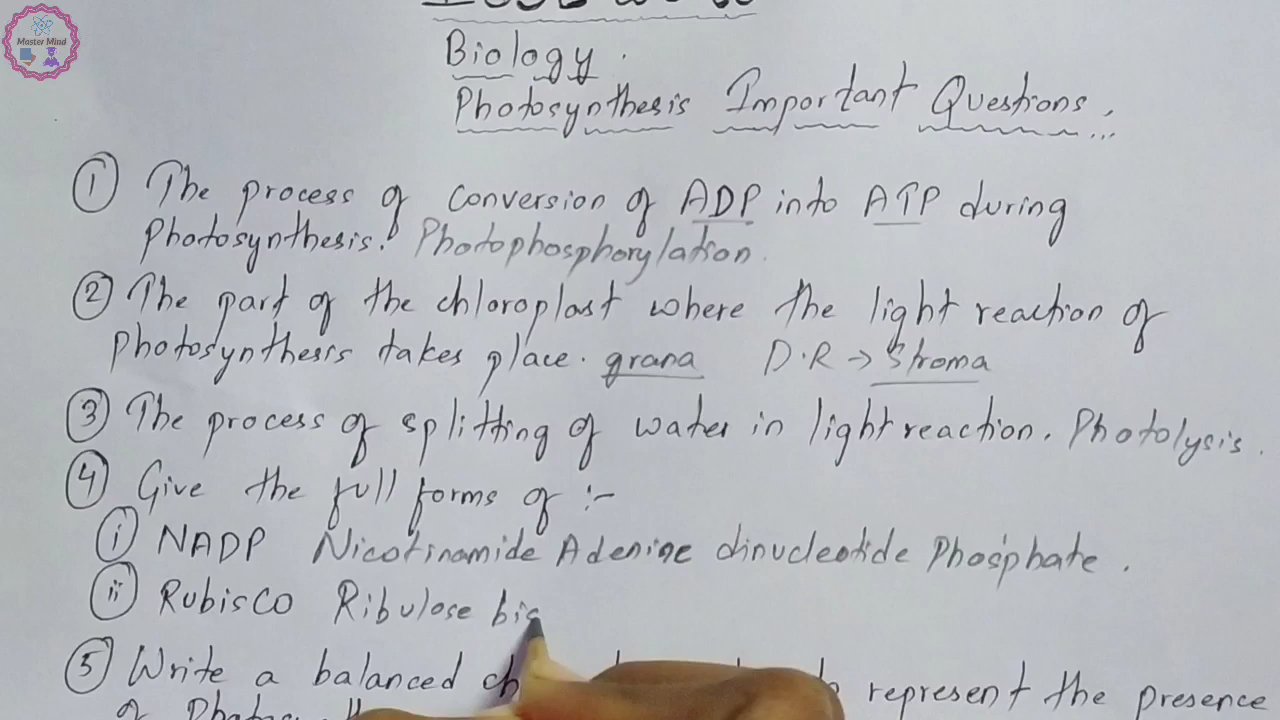 Master Mind
Biology.
Photosynthesis Important Questions,
① The process of conversion of ADP into ATP during
Photosynthesis. Photophosphorylation.
② The part of the chloroplast where the light reaction of
Photosynthesis takes place. grana D.R → Stroma
③ The process of splitting of water in light reaction. Photolysis.
④ Give the full forms of :-
ⅰ NADP Nicotinamide Adenine dinucleotide Phosphate.
ⅱ RUBISCO Ribulose bis
⑤ Write a balanced represent the presence
of